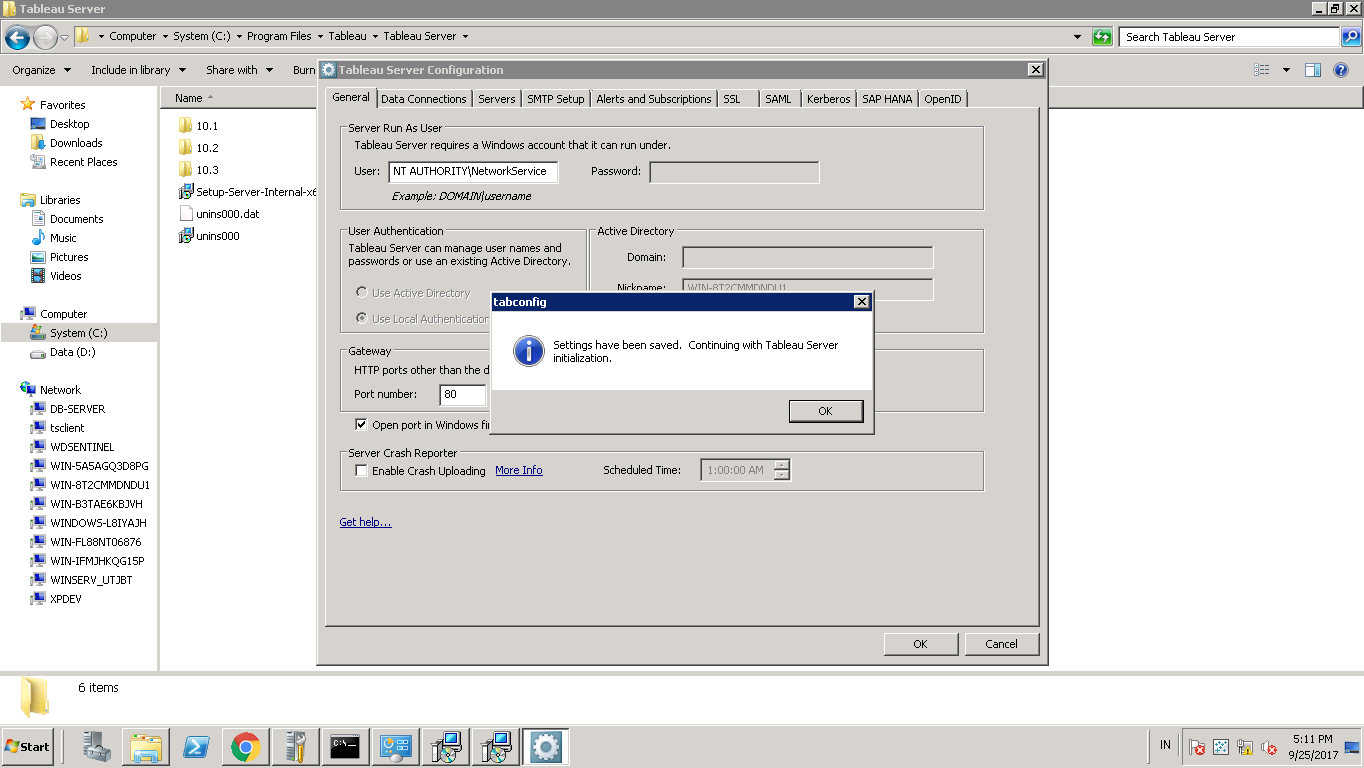 Tableau Server
Computer System (C:) Program Files Tableau Tableau Server
Search Tableau Server
Organize Include in library Share with Burn
Favorites
Desktop
Downloads
Recent Places
Libraries
Documents
Music
Pictures
Videos
Computer
System (C:)
Data (D:)
Network
DB-SERVER
tsclient
WDSENTINEL
WIN-5A5AGQ3D8PG
WIN-8T2CMMDNDU1
WIN-B3TAE6KBJVH
WINDOWS-L8IYAJH
WIN-FL88NT06876
WIN-IFMJHKQG15P
WINSERV_UTJBT
XPDEV
Name
10.1
10.2
10.3
Setup-Server-Internal-x6
unins000.dat
unins000
Tableau Server Configuration
General Data Connections Servers SMTP Setup Alerts and Subscriptions SSL SAML Kerberos SAP HANA OpenID
Server Run As User
Tableau Server requires a Windows account that it can run under.
User: NT AUTHORITY\NetworkService Password:
Example: DOMAIN\username
User Authentication
Tableau Server can manage user names and
passwords or use an existing Active Directory.
Use Active Directory
Use Local Authentication
Active Directory
Domain:
Nickname: WIN-8T2CMMDNDU1
Gateway
HTTP ports other than the d
Port number: 80
Open port in Windows fi
tabconfig
Settings have been saved. Continuing with Tableau Server
initialization.
OK
Server Crash Reporter
Enable Crash Uploading More Info Scheduled Time: 1:00:00 AM
Get help...
OK Cancel
6 items
Start
IN
5:11 PM
9/25/2017